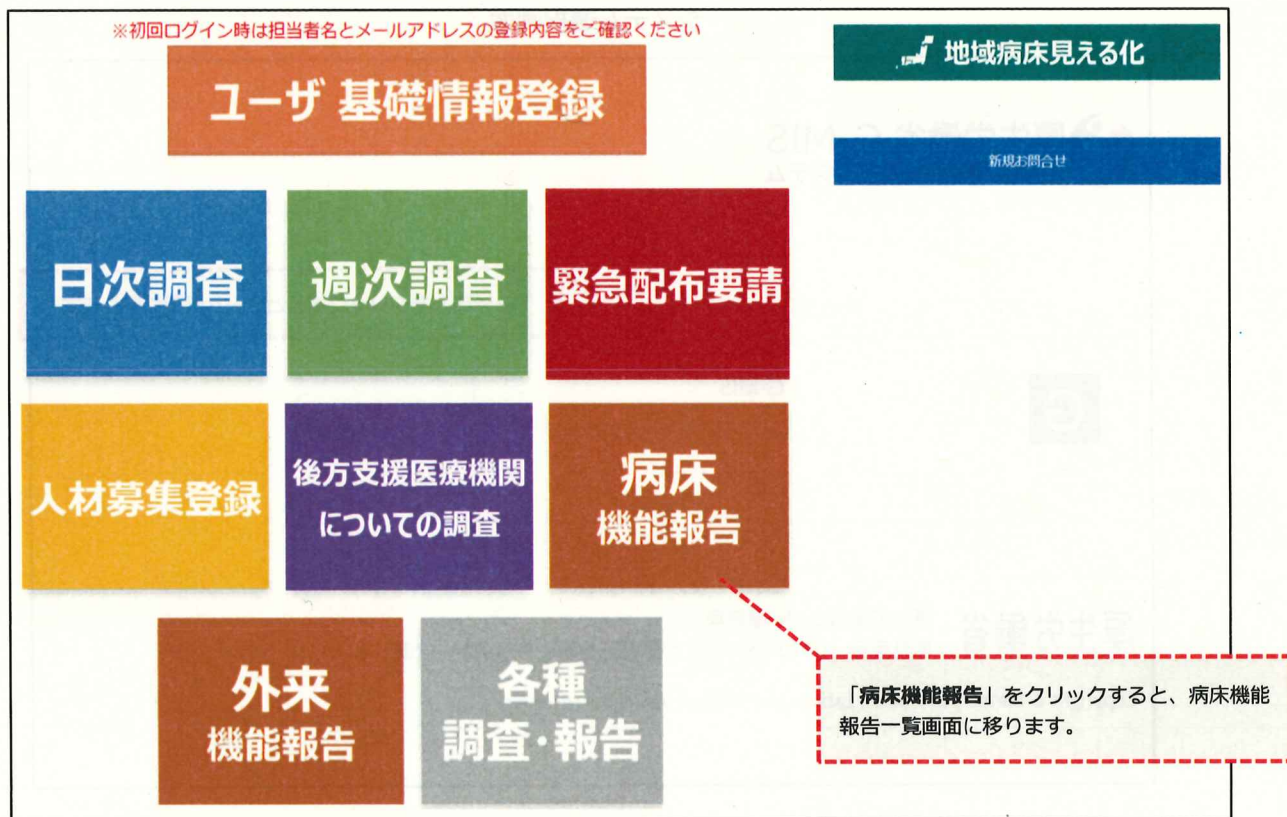 ※初回ログイン時は担当者名とメールアドレスの登録内容をご確認ください
ユーザ 基礎情報登録
地域病床見える化
新規お問合せ
日次調査
週次調査
緊急配布要請
人材募集登録
後方支援医療機関
についての調査
病床
機能報告
外来
機能報告
各種
調査・報告
「病床機能報告」をクリックすると、病床機能
報告一覧画面に移ります。